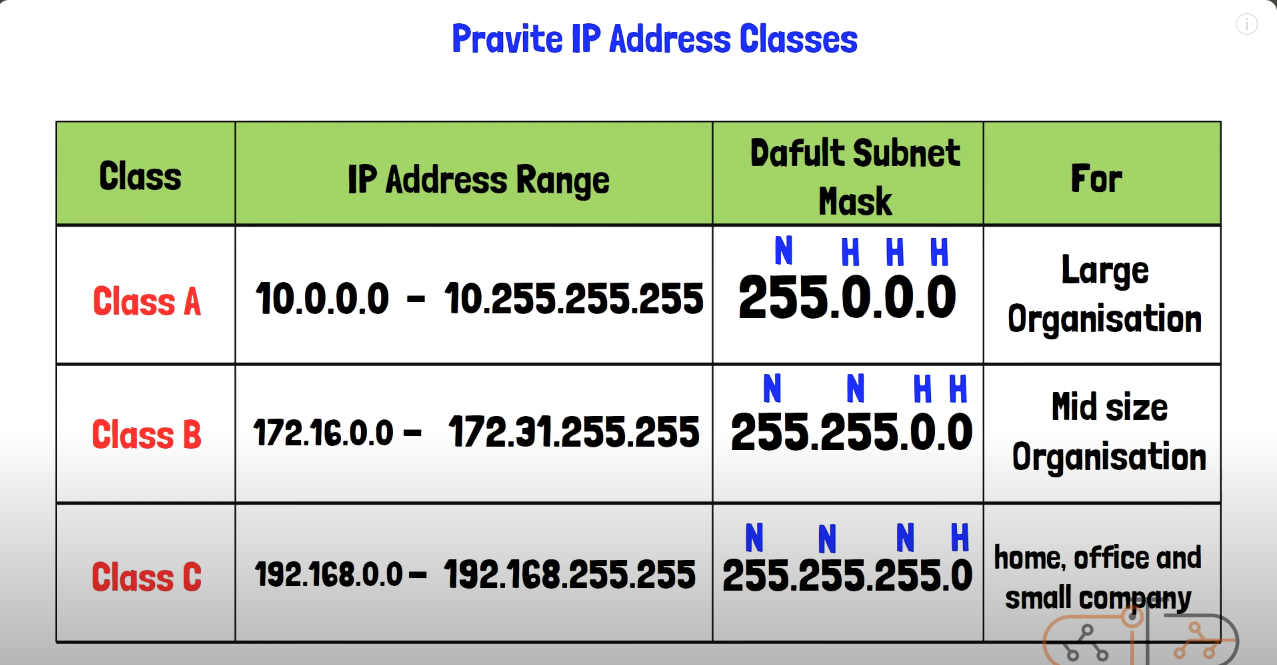 Pravite IP Address Classes
Class
IP Address Range
Dafult Subnet
Mask
For
Class A
10.0.0.0 - 10.255.255.255
N H H H
255.0.0.0
Large
Organisation
Class B
172.16.0.0 - 172.31.255.255
N N H H
255.255.0.0
Mid size
Organisation
Class C
192.168.0.0 - 192.168.255.255
N N N H
255.255.255.0
home, office and
small company